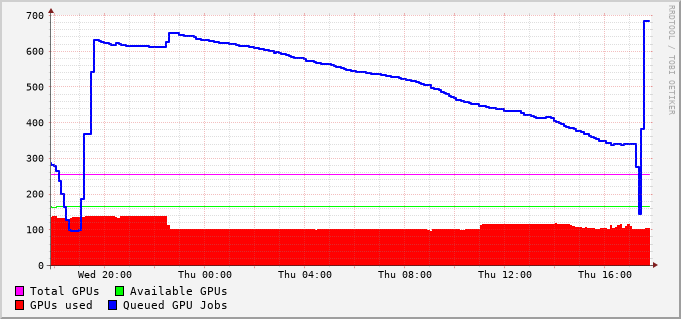 700
600
500
400
300
200
100
0
Wed 20:00 Thu 00:00 Thu 04:00 Thu 08:00 Thu 12:00 Thu 16:00
Total GPUs Available GPUs
GPUs used Queued GPU Jobs
RRDTOOL / TOBI OETIKER